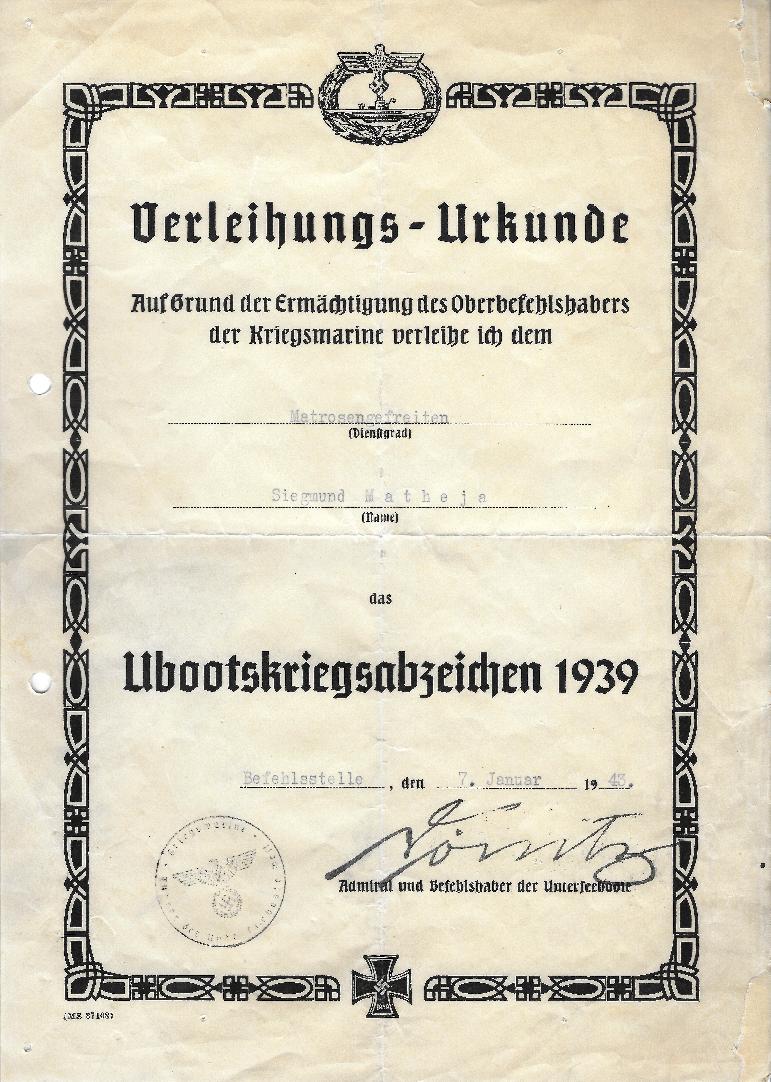 Verleihungs-Urkunde
Auf Grund der Ermächtigung des Oberbefehlshabers
der Kriegsmarine verleihe ich dem
Matrosengefreiten
(Dienstgrad)
Siegmund Matheja
(Name)
das
Ubootskriegsabzeichen 1939
Befehlsstelle, den 7. Januar 1943.
Dönitz
Admiral und Befehlshaber der Unterseeboote
Kriegsmarine